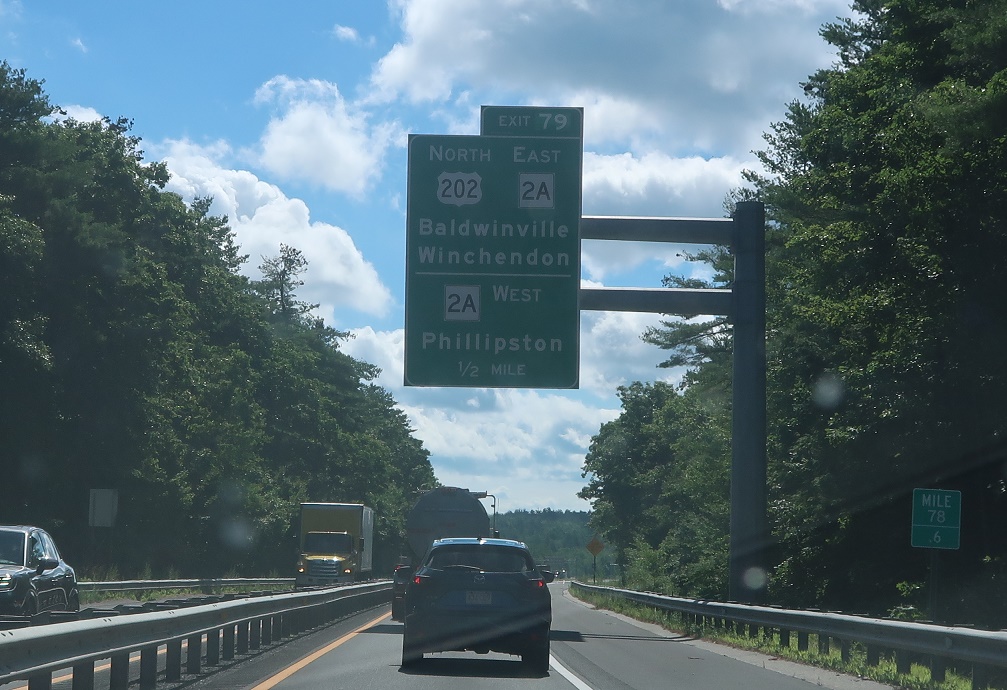 EXIT 79
NORTH EAST
202 2A
Baldwinville
Winchendon
2A WEST
Phillipston
1/2 MILE
MILE
78
.6